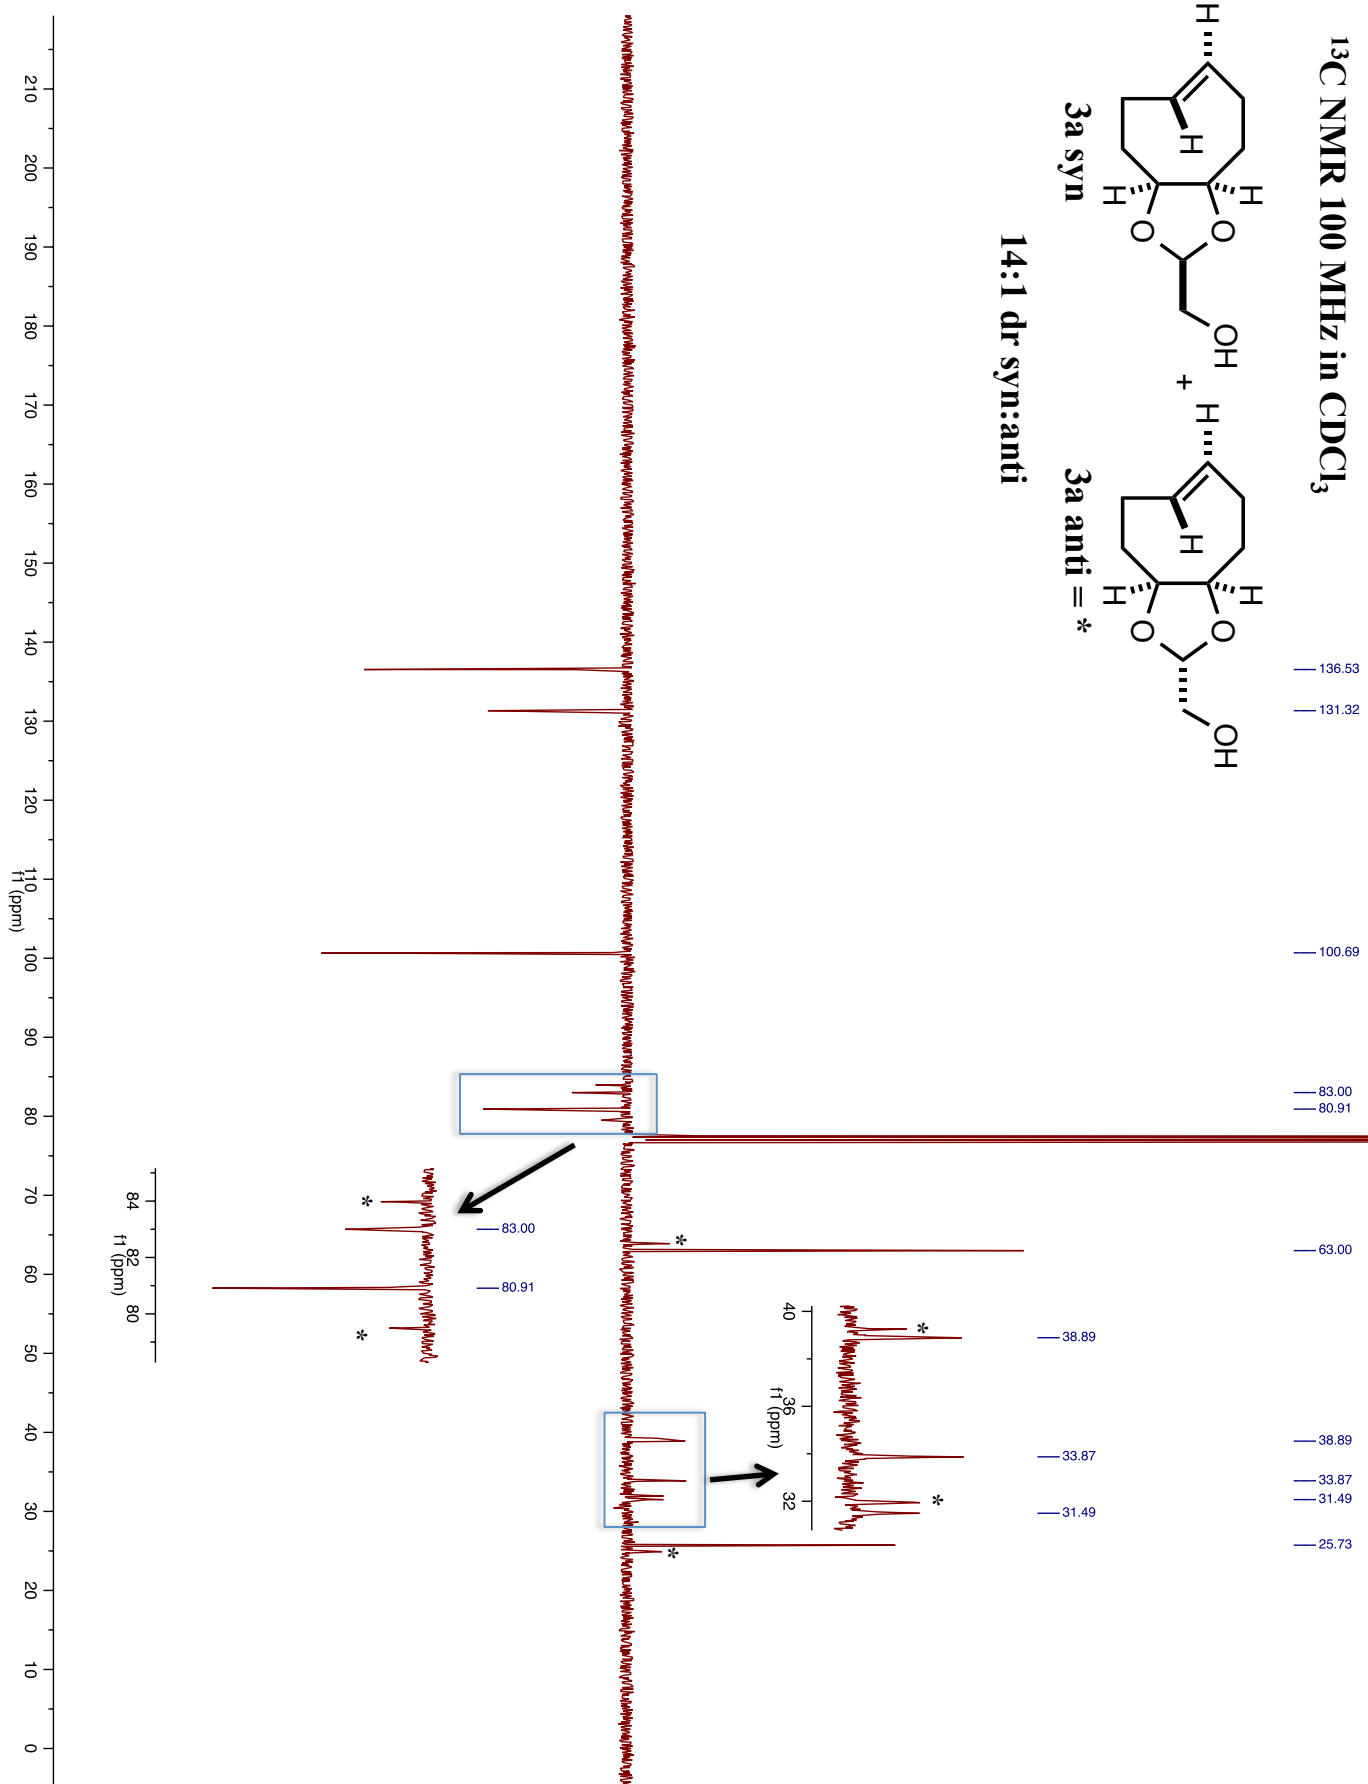 ¹³C NMR 100 MHz in CDCl₃
H
H
H
H
O
O
OH
3a syn
+
H
H
H
H
O
O
OH
3a anti = *
14:1 dr syn:anti
136.53
131.32
100.69
83.00
80.91
63.00
38.89
33.87
31.49
25.73
*
*
83.00
80.91
*
*
84
82
80
f1 (ppm)
38.89
33.87
31.49
*
*
40
36
32
f1 (ppm)
210
200
190
180
170
160
150
140
130
120
110
100
90
80
70
60
50
40
30
20
10
0
f1 (ppm)